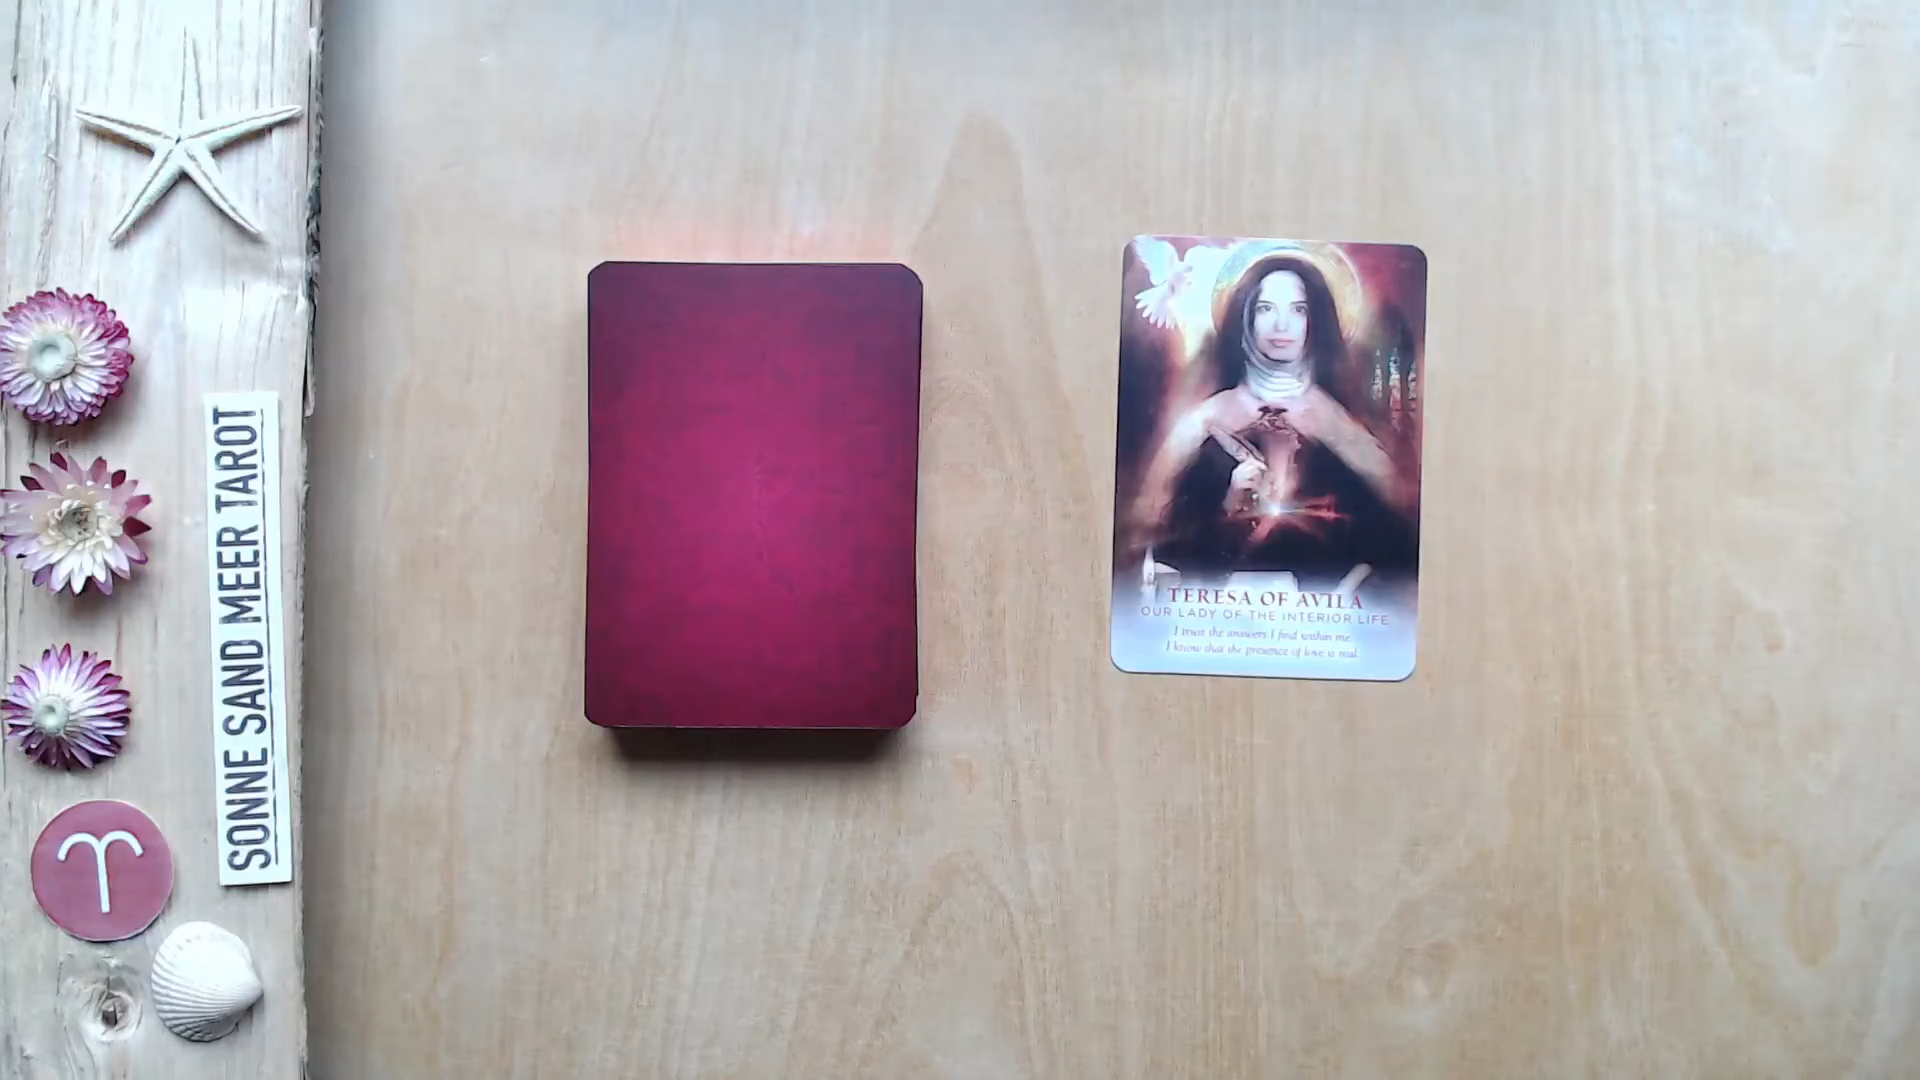 SONNE SAND MEER TAROT
TERESA OF AVILA
OUR LADY OF THE INTERIOR LIFE
I trust the answers I find within me.
I know that the presence of love is real.